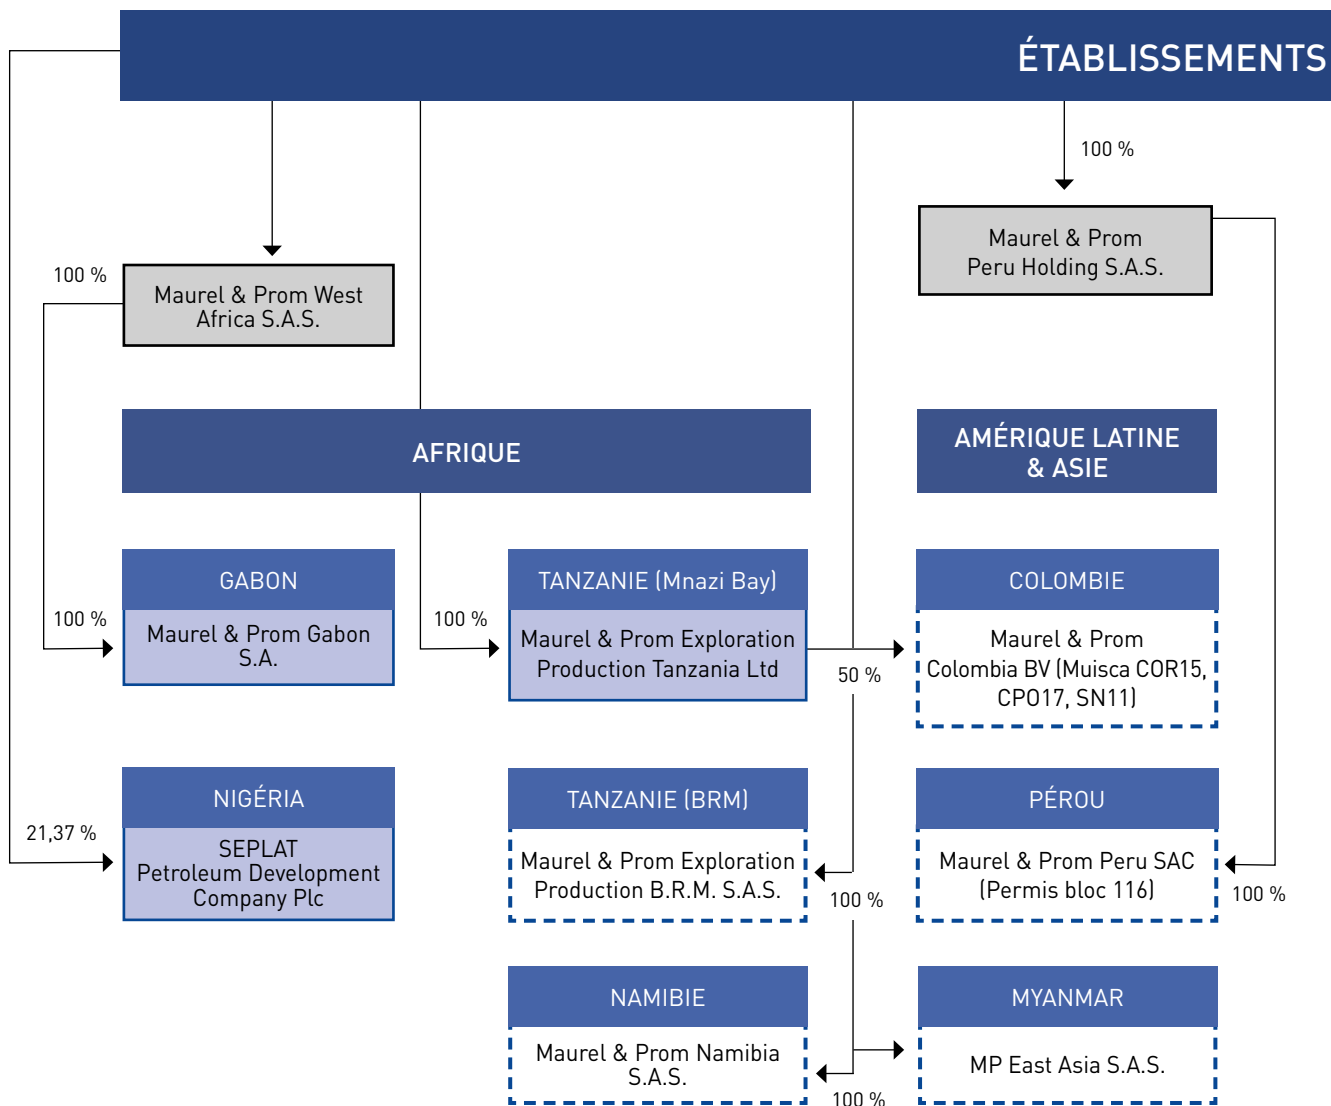 ÉTABLISSEMENTS
100 %
Maurel & Prom
Peru Holding S.A.S.
100 %
Maurel & Prom West
Africa S.A.S.
AFRIQUE
AMÉRIQUE LATINE
& ASIE
GABON
100 %
Maurel & Prom Gabon
S.A.
TANZANIE (Mnazi Bay)
100 %
Maurel & Prom Exploration
Production Tanzania Ltd
COLOMBIE
50 %
Maurel & Prom
Colombia BV (Muisca COR15,
CPO17, SN11)
NIGÉRIA
21,37 %
SEPLAT
Petroleum Development
Company Plc
TANZANIE (BRM)
Maurel & Prom Exploration
Production B.R.M. S.A.S.
100 %
PÉROU
Maurel & Prom Peru SAC
(Permis bloc 116)
100 %
NAMIBIE
Maurel & Prom Namibia
S.A.S.
100 %
MYANMAR
MP East Asia S.A.S.